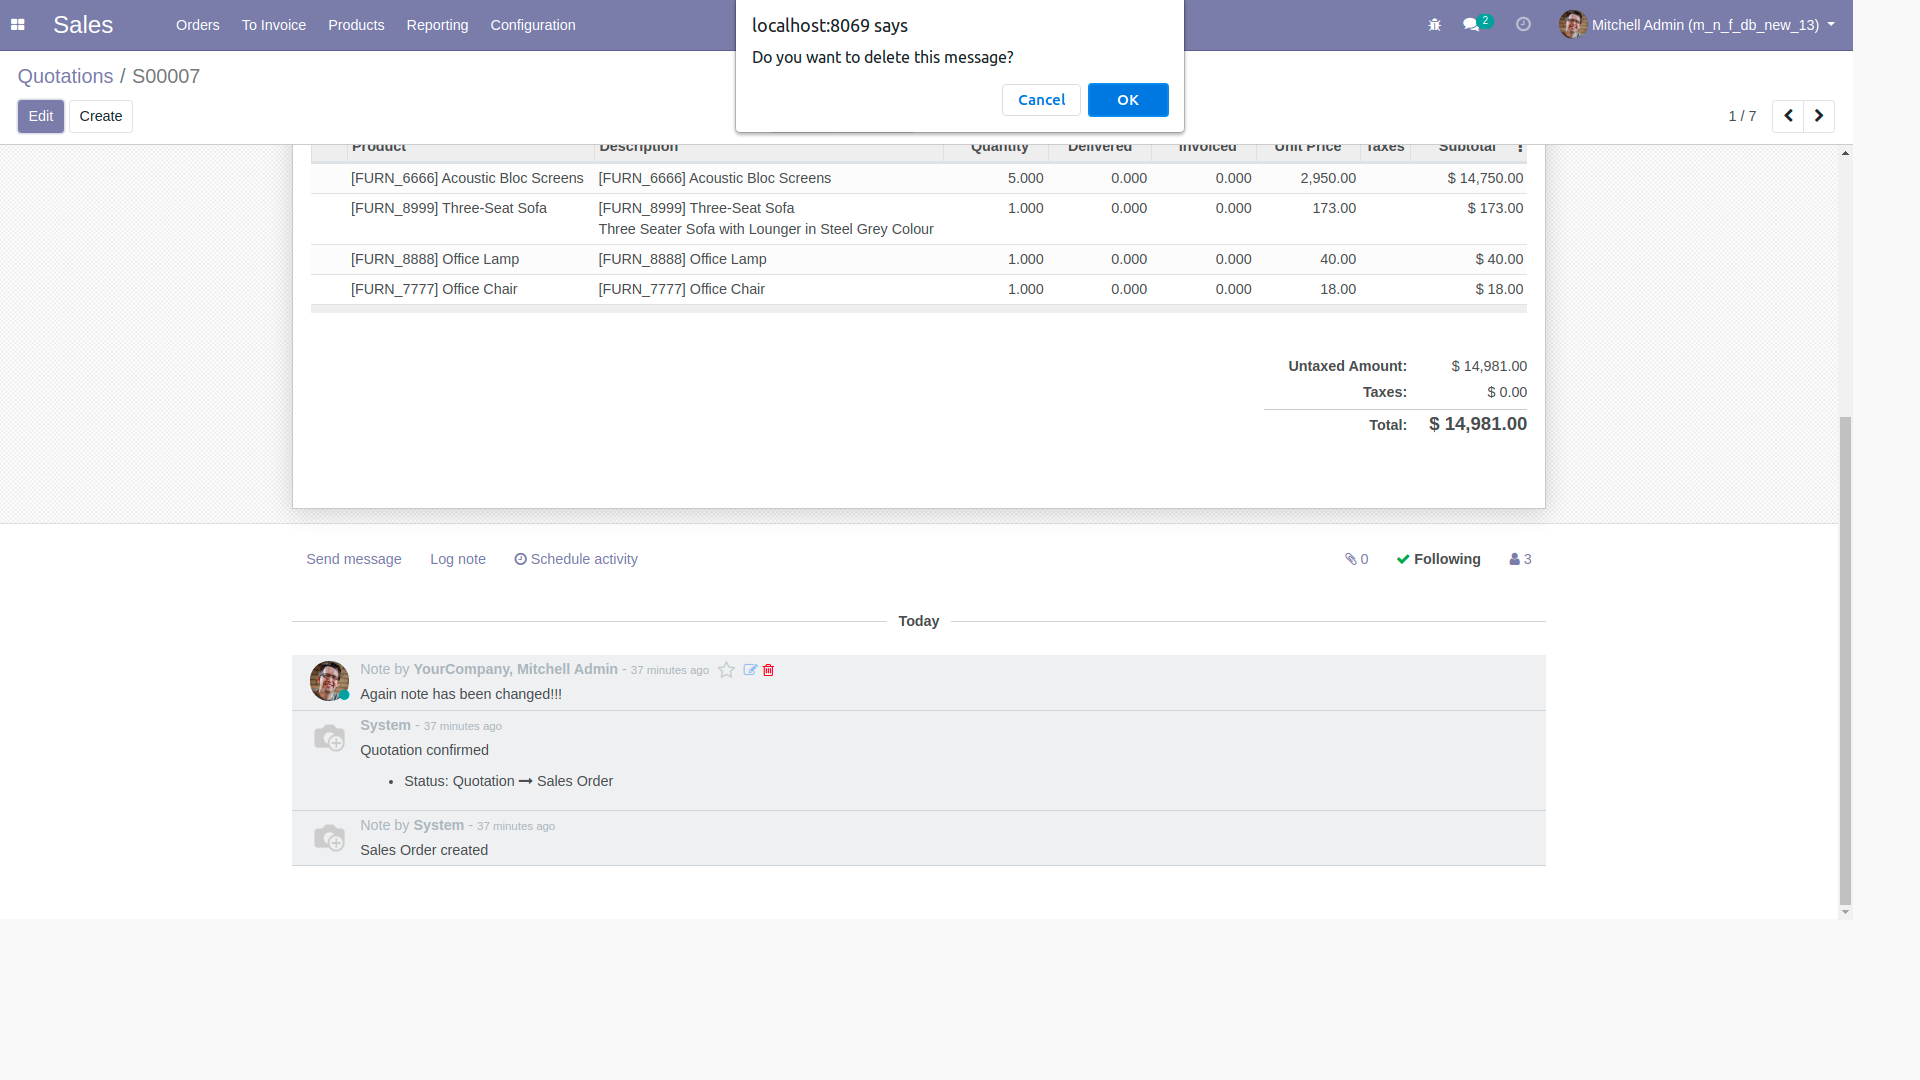 Sales Orders To Invoice Products Reporting Configuration 2 Mitchell Admin (m_n_f_db_new_13)
localhost:8069 says
Do you want to delete this message?
Cancel OK
Quotations / S00007
Edit Create 1 / 7
Product Description Quantity Delivered Invoiced Unit Price Taxes Subtotal
[FURN_6666] Acoustic Bloc Screens [FURN_6666] Acoustic Bloc Screens 5.000 0.000 0.000 2,950.00 $ 14,750.00
[FURN_8999] Three-Seat Sofa [FURN_8999] Three-Seat Sofa 1.000 0.000 0.000 173.00 $ 173.00
Three Seater Sofa with Lounger in Steel Grey Colour
[FURN_8888] Office Lamp [FURN_8888] Office Lamp 1.000 0.000 0.000 40.00 $ 40.00
[FURN_7777] Office Chair [FURN_7777] Office Chair 1.000 0.000 0.000 18.00 $ 18.00
Untaxed Amount: $ 14,981.00
Taxes: $ 0.00
Total: $ 14,981.00
Send message Log note Schedule activity 0 Following 3
Today
Note by YourCompany, Mitchell Admin - 37 minutes ago
Again note has been changed!!!
System - 37 minutes ago
Quotation confirmed
• Status: Quotation → Sales Order
Note by System - 37 minutes ago
Sales Order created